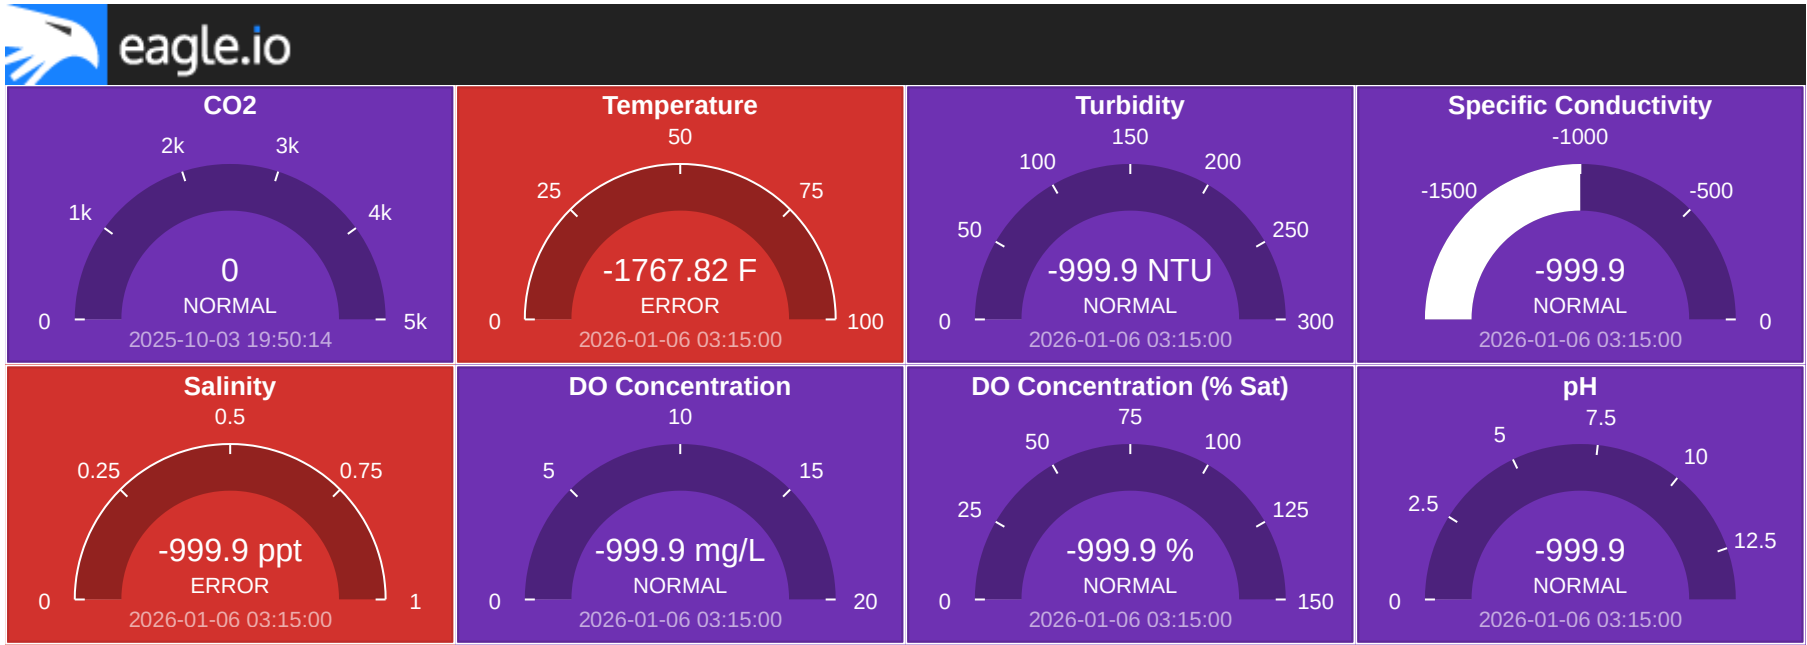 eagle.io
CO2
0
1k
2k
3k
4k
5k
0
NORMAL
2025-10-03 19:50:14
Temperature
0
25
50
75
100
-1767.82 F
ERROR
2026-01-06 03:15:00
Turbidity
0
50
100
150
200
250
300
-999.9 NTU
NORMAL
2026-01-06 03:15:00
Specific Conductivity
-1500
-1000
-500
0
-999.9
NORMAL
2026-01-06 03:15:00
Salinity
0
0.25
0.5
0.75
1
-999.9 ppt
ERROR
2026-01-06 03:15:00
DO Concentration
0
5
10
15
20
-999.9 mg/L
NORMAL
2026-01-06 03:15:00
DO Concentration (% Sat)
0
25
50
75
100
125
150
-999.9 %
NORMAL
2026-01-06 03:15:00
pH
0
2.5
5
7.5
10
12.5
-999.9
NORMAL
2026-01-06 03:15:00